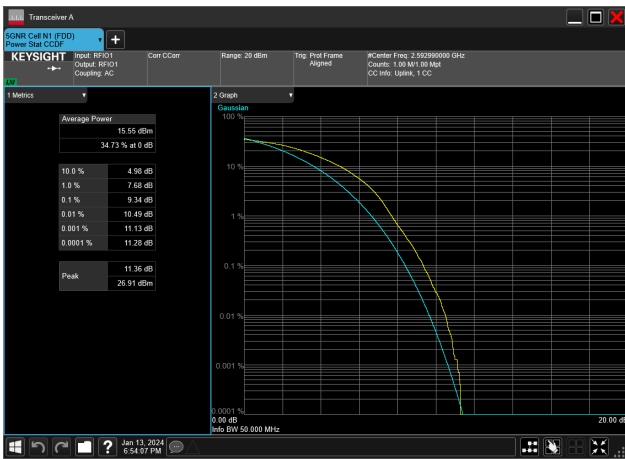 Transceiver A
5GNR Cell N1 (FDD)
Power Stat CCDF
KEYSIGHT
Input: RFIO1
Output: RFIO1
Coupling: AC
Corr CCorr
Range: 20 dBm
Trig: Prot Frame
Aligned
#Center Freq: 2.592990000 GHz
Counts: 1.00 M/1.00 Mpt
CC Info: Uplink, 1 CC
1 Metrics
Average Power
15.55 dBm
34.73 % at 0 dB
10.0 % 4.98 dB
1.0 % 7.68 dB
0.1 % 9.34 dB
0.01 % 10.49 dB
0.001 % 11.13 dB
0.0001 % 11.28 dB
Peak 11.36 dB
26.91 dBm
2 Graph
Gaussian
100 %
10 %
1 %
0.1 %
0.01 %
0.001 %
0.0001 %
0.00 dB
20.00 dB
Info BW 50.000 MHz
Jan 13, 2024
6:54:07 PM